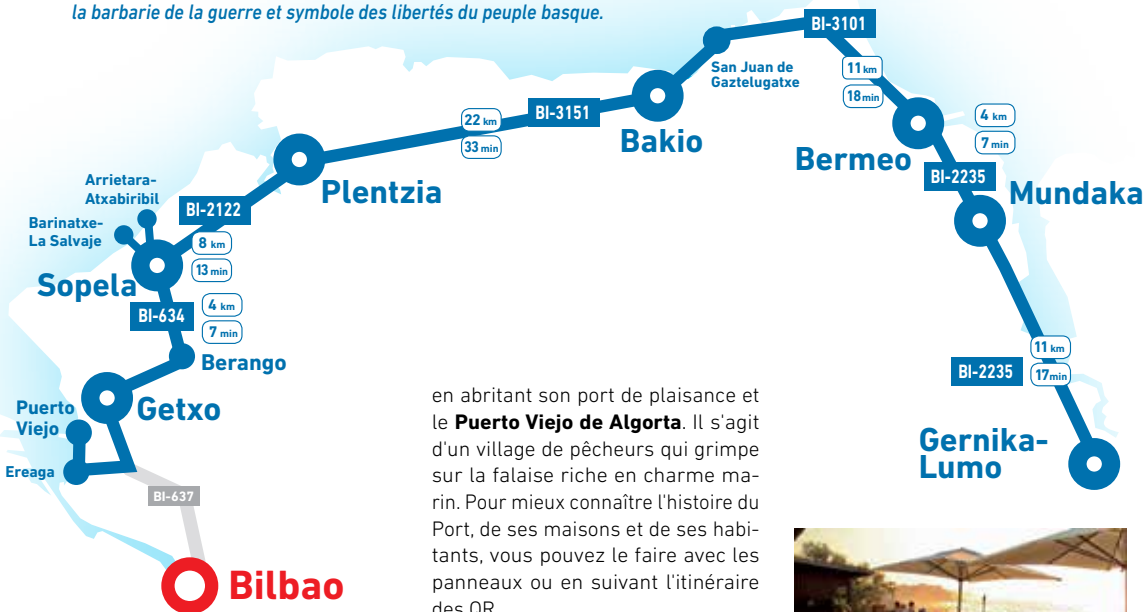 la barbarie de la guerre et symbole des libertés du peuple basque.
BI-3101
San Juan de
Gaztelugatxe
11 km
18 min
BI-3151
22 km
33 min
Bakio
Bermeo
4 km
7 min
BI-2235
Mundaka
Plentzia
Arrietara-
Atxabiribil
BI-2122
Barinatxe-
La Salvaje
8 km
13 min
Sopela
BI-634
4 km
7 min
Berango
11 km
BI-2235
17 min
Getxo
Puerto
Viejo
Ereaga
Gernika-
Lumo
BI-637
Bilbao
en abritant son port de plaisance et
le Puerto Viejo de Algorta. Il s'agit
d'un village de pêcheurs qui grimpe
sur la falaise riche en charme ma-
rin. Pour mieux connaître l'histoire du
Port, de ses maisons et de ses habi-
tants, vous pouvez le faire avec les
panneaux ou en suivant l'itinéraire
des QR